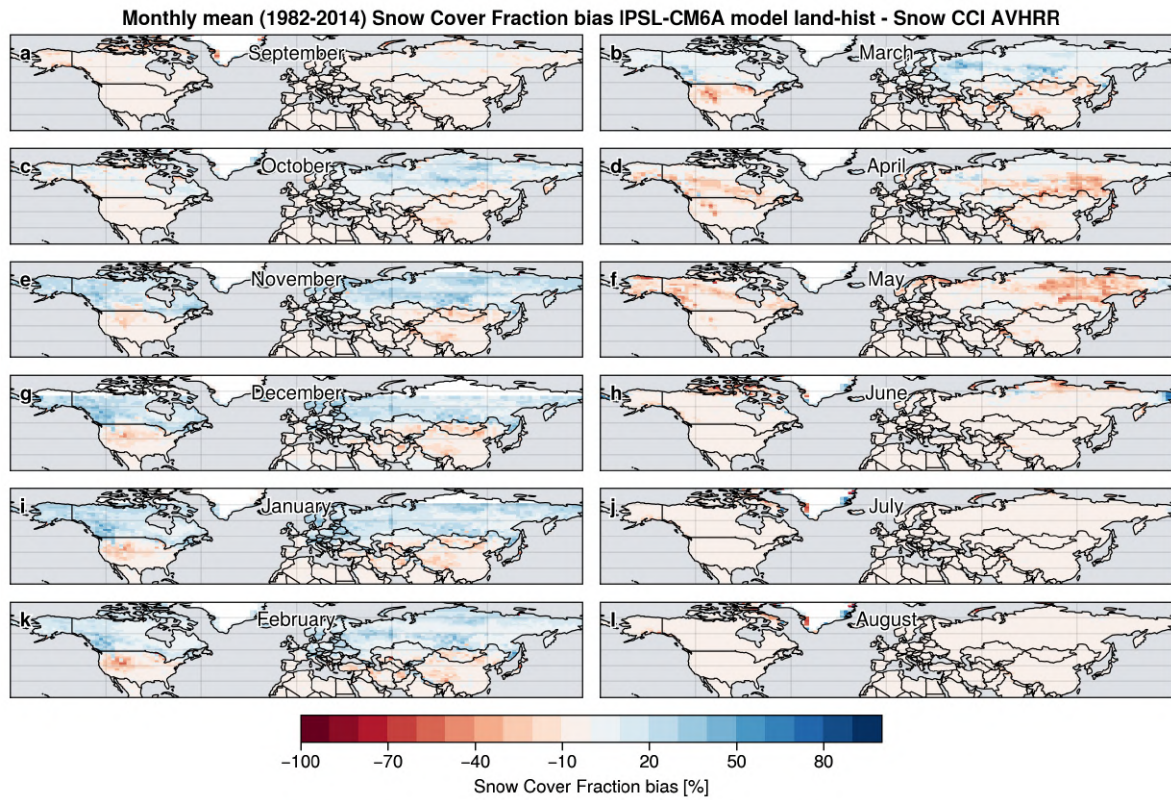 Monthly mean (1982-2014) Snow Cover Fraction bias IPSL-CM6A model land-hist - Snow CCI AVHRR
a September
b March
c October
d April
e November
f May
g December
h June
i January
j July
k February
l August
−100 −70 −40 −10 20 50 80
Snow Cover Fraction bias [%]